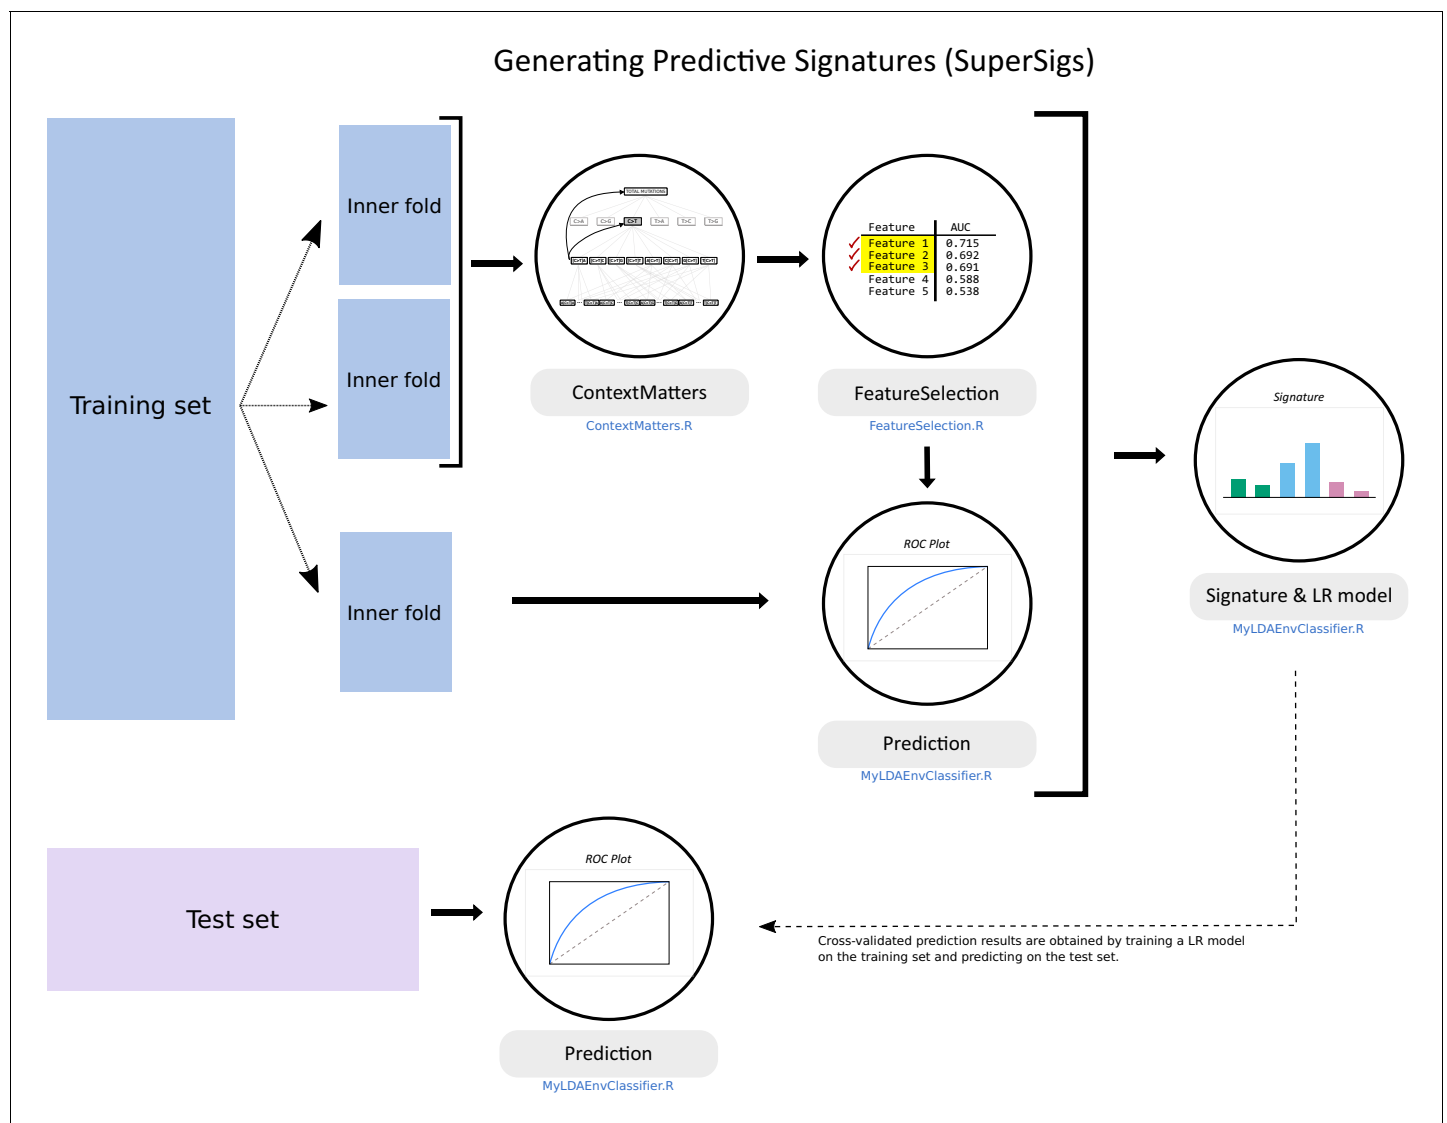 Generating Predictive Signatures (SuperSigs)
Training set
Inner fold
Inner fold
Inner fold
TOTAL MUTATIONS
C>A C>G C>T T>A T>C T>G
ContextMatters
ContextMatters.R
Feature AUC
Feature 1 0.715
Feature 2 0.692
Feature 3 0.691
Feature 4 0.588
Feature 5 0.538
FeatureSelection
FeatureSelection.R
ROC Plot
Prediction
MyLDAEnvClassifier.R
Signature
Signature & LR model
MyLDAEnvClassifier.R
Test set
ROC Plot
Prediction
MyLDAEnvClassifier.R
Cross-validated prediction results are obtained by training a LR model
on the training set and predicting on the test set.